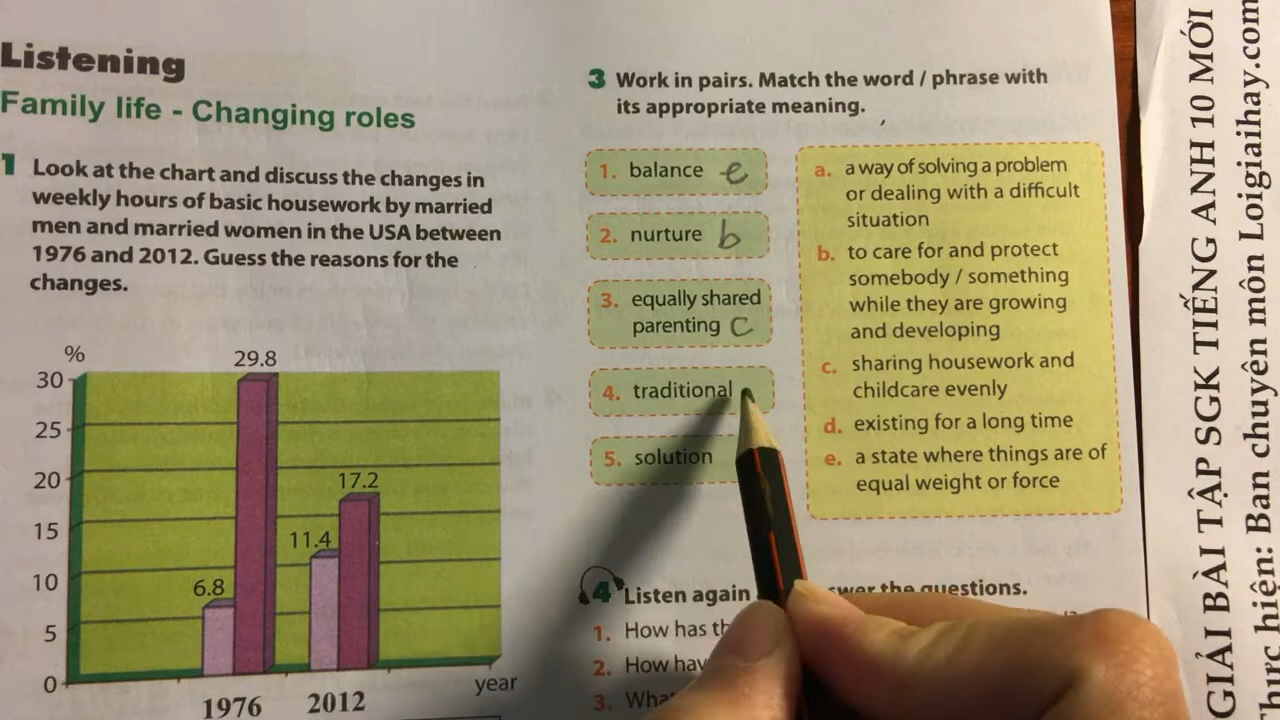 Listening
Family life - Changing roles
1 Look at the chart and discuss the changes in
weekly hours of basic housework by married
men and married women in the USA between
1976 and 2012. Guess the reasons for the
changes.
%
30
25
20
15
10
5
0
29.8
17.2
11.4
6.8
1976
2012
year
3 Work in pairs. Match the word / phrase with
its appropriate meaning.
1. balance e
2. nurture b
3. equally shared
parenting c
4. traditional
5. solution
a. a way of solving a problem
or dealing with a difficult
situation
b. to care for and protect
somebody / something
while they are growing
and developing
c. sharing housework and
childcare evenly
d. existing for a long time
e. a state where things are of
equal weight or force
4 Listen again
the questions.
1. How has
2.
3.
GIẢI BÀI TẬP SGK TIẾNG ANH 10 MỚI
hiện: Ban chuyên môn Loigiaihay.com